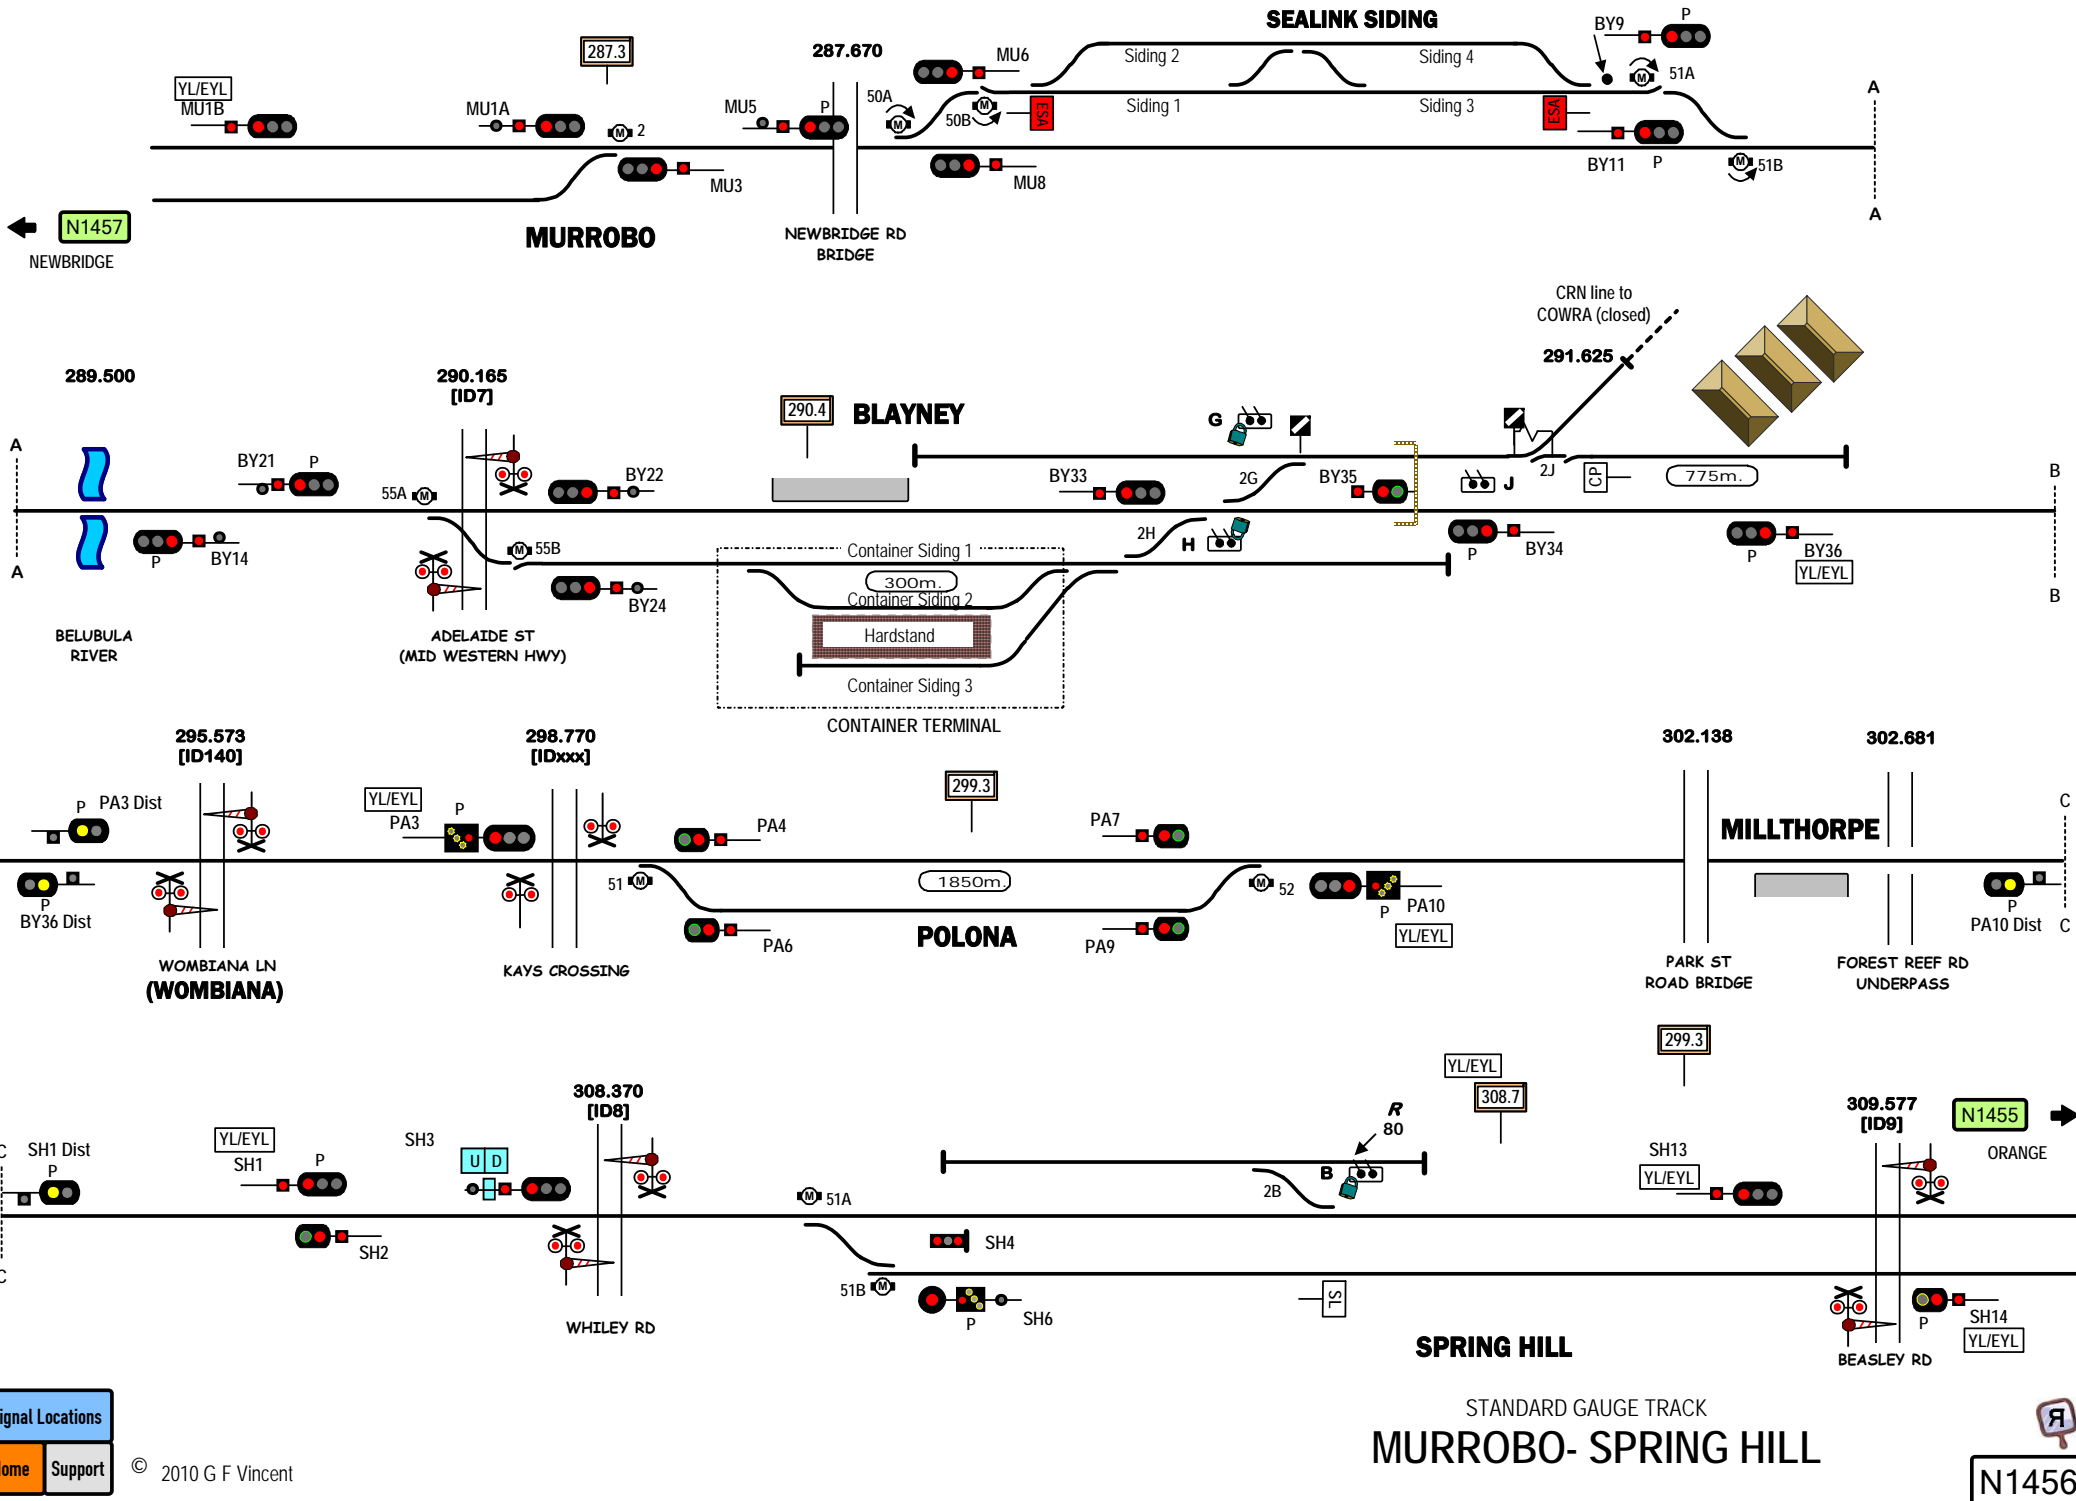 SEALINK SIDING
BY9
P
287.3
287.670
MU6
Siding 2
Siding 4
51A
YL/EYL
MU1B
MU1A
M
2
MU5
P
50A
M
50B
M
ESA
Siding 1
Siding 3
ESA
M
A
MU3
MU8
BY11
P
M
51B
A
N1457
NEWBRIDGE
MURROBO
NEWBRIDGE RD
BRIDGE
CRN line to
COWRA (closed)
291.625
289.500
290.165
[ID7]
290.4
BLAYNEY
G
A
BY21
P
55A
M
BY22
BY33
2G
BY35
J
2J
CP
775m.
B
P
BY14
M
55B
2H
H
P
BY34
P
BY36
YL/EYL
A
BY24
Container Siding 1
300m.
Container Siding 2
Hardstand
Container Siding 3
CONTAINER TERMINAL
B
BELUBULA
RIVER
ADELAIDE ST
(MID WESTERN HWY)
295.573
[ID140]
298.770
[IDxxx]
299.3
302.138
302.681
P
PA3 Dist
YL/EYL
PA3
P
PA4
PA7
MILLTHORPE
C
P
BY36 Dist
51
M
1850m.
M
52
P
PA10
YL/EYL
P
PA10 Dist
C
PA6
POLONA
PA9
WOMBIANA LN
(WOMBIANA)
KAYS CROSSING
PARK ST
ROAD BRIDGE
FOREST REEF RD
UNDERPASS
299.3
308.370
[ID8]
YL/EYL
308.7
309.577
[ID9]
N1455
ORANGE
C
SH1 Dist
P
YL/EYL
SH1
P
SH3
U D
R
80
B
2B
SH13
YL/EYL
M
51A
C
SH2
SH4
51B
M
P
SH6
SL
P
SH14
YL/EYL
WHILEY RD
SPRING HILL
BEASLEY RD
ignal Locations
ome
Support
© 2010 G F Vincent
STANDARD GAUGE TRACK
MURROBO- SPRING HILL
Я
N1456